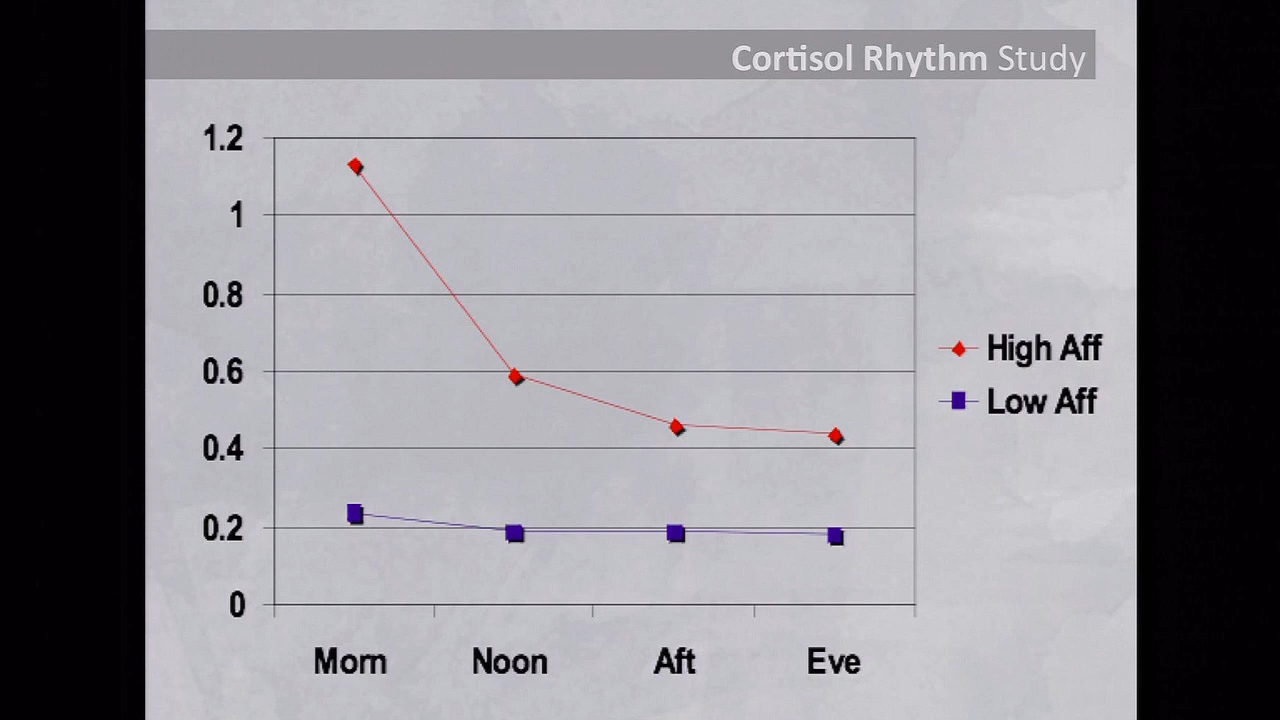 Cortisol Rhythm Study
1.2
1
0.8
0.6
0.4
0.2
0
Morn
Noon
Aft
Eve
High Aff
Low Aff